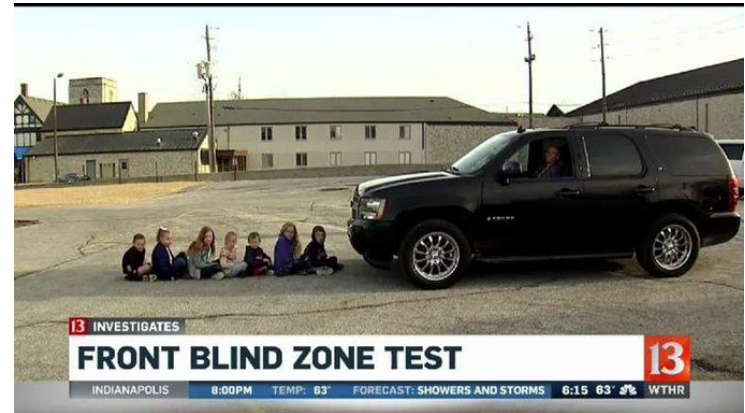 13 INVESTIGATES
FRONT BLIND ZONE TEST
13
INDIANAPOLIS 8:00PM TEMP: 63° FORECAST: SHOWERS AND STORMS 6:15 63° WTHR